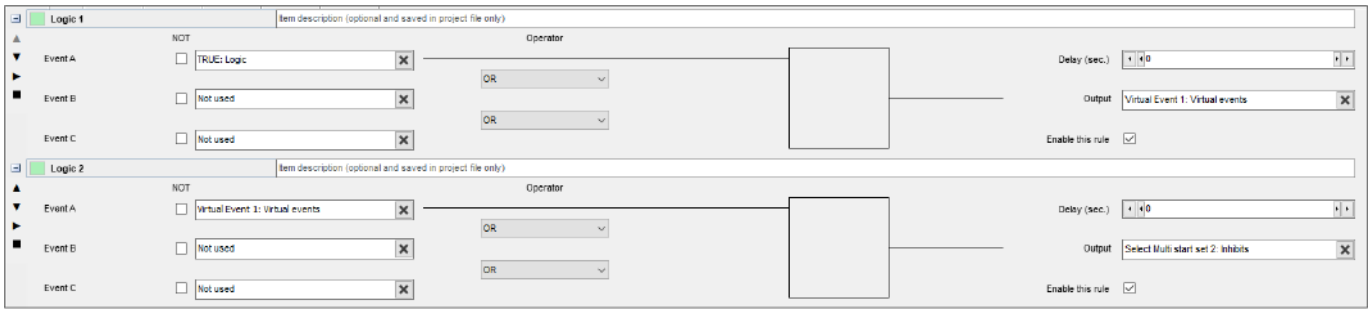 Logic 1 Item description (optional and saved in project file only)
NOT Operator
Event A TRUE: Logic Delay (sec.) 0
OR
Event B Not used Output Virtual Event 1: Virtual events
OR
Event C Not used Enable this rule
Logic 2 Item description (optional and saved in project file only)
NOT Operator
Event A Virtual Event 1: Virtual events Delay (sec.) 0
OR
Event B Not used Output Select Multi start set 2: Inhibits
OR
Event C Not used Enable this rule